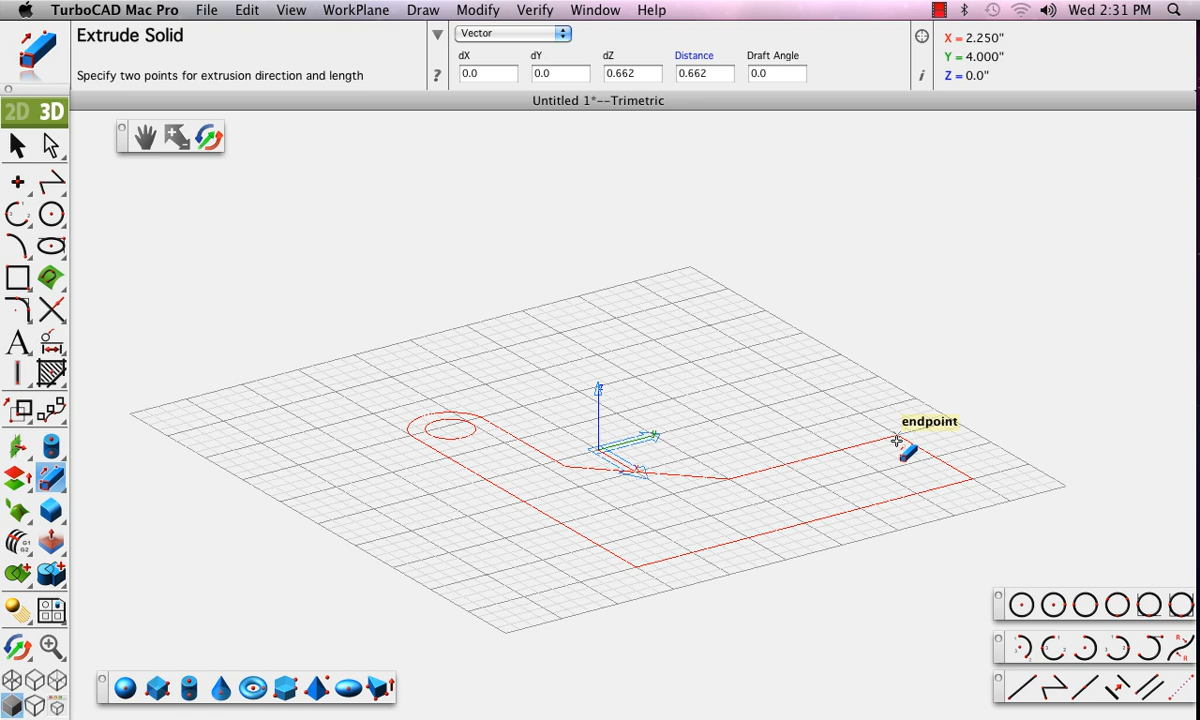 TurboCAD Mac Pro File Edit View WorkPlane Draw Modify Verify Window Help Wed 2:31 PM
Extrude Solid
Specify two points for extrusion direction and length
?
Vector
dX dY dZ Distance Draft Angle
0.0 0.0 0.662 0.662 0.0
i
X = 2.250"
Y = 4.000"
Z = 0.0"
Untitled 1*--Trimetric
2D 3D
endpoint
z
y
x
A
G1
G2
R
R